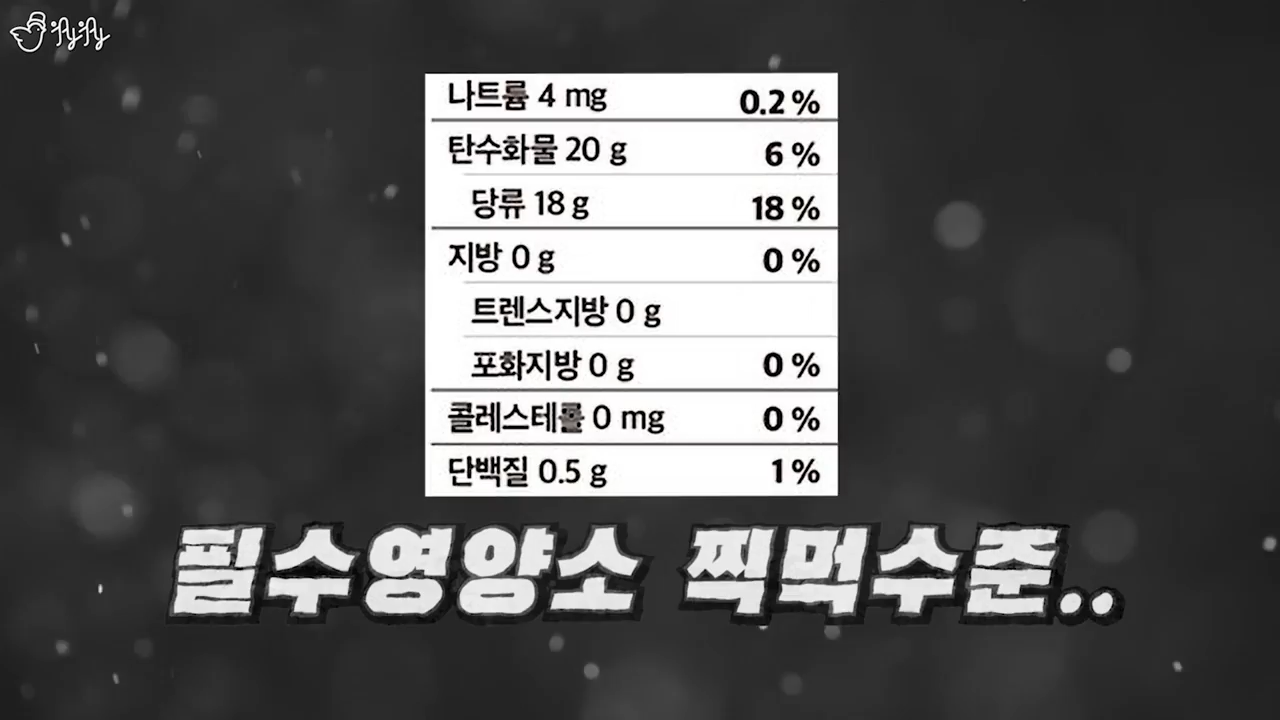 나트륨 4 mg 0.2 %
탄수화물 20 g 6 %
당류 18 g 18 %
지방 0 g 0 %
트렌스지방 0 g
포화지방 0 g 0 %
콜레스테롤 0 mg 0 %
단백질 0.5 g 1 %
필수영양소 찍먹수준..